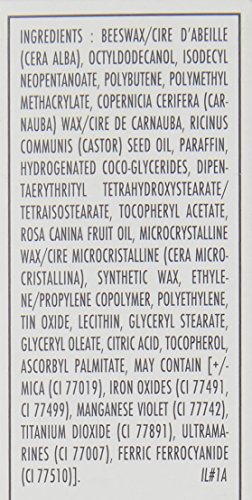 INGREDIENTS : BEESWAX/CIRE D'ABEILLE
(CERA ALBA), OCTYLDODECANOL, ISODECYL
NEOPENTANOATE, POLYBUTENE, POLYMETHYL
METHACRYLATE, COPERNICIA CERIFERA (CAR-
NAUBA) WAX/CIRE DE CARNAUBA, RICINUS
COMMUNIS (CASTOR) SEED OIL, PARAFFIN,
HYDROGENATED COCO-GLYCERIDES, DIPEN-
TAERYTHRITYL TETRAHYDROXYSTEARATE/
TETRAISOSTEARATE, TOCOPHERYL ACETATE,
ROSA CANINA FRUIT OIL, MICROCRYSTALLINE
WAX/CIRE MICROCRISTALLINE (CERA MICRO-
CRISTALLINA), SYNTHETIC WAX, ETHYLE-
NE/PROPYLENE COPOLYMER, POLYETHYLENE,
TIN OXIDE, LECITHIN, GLYCERYL STEARATE,
GLYCERYL OLEATE, CITRIC ACID, TOCOPHEROL,
ASCORBYL PALMITATE, MAY CONTAIN [+/-
MICA (CI 77019), IRON OXIDES (CI 77491,
CI 77499), MANGANESE VIOLET (CI 77742),
TITANIUM DIOXIDE (CI 77891), ULTRAMA-
RINES (CI 77007), FERRIC FERROCYANIDE
(CI 77510)]. IL#1A